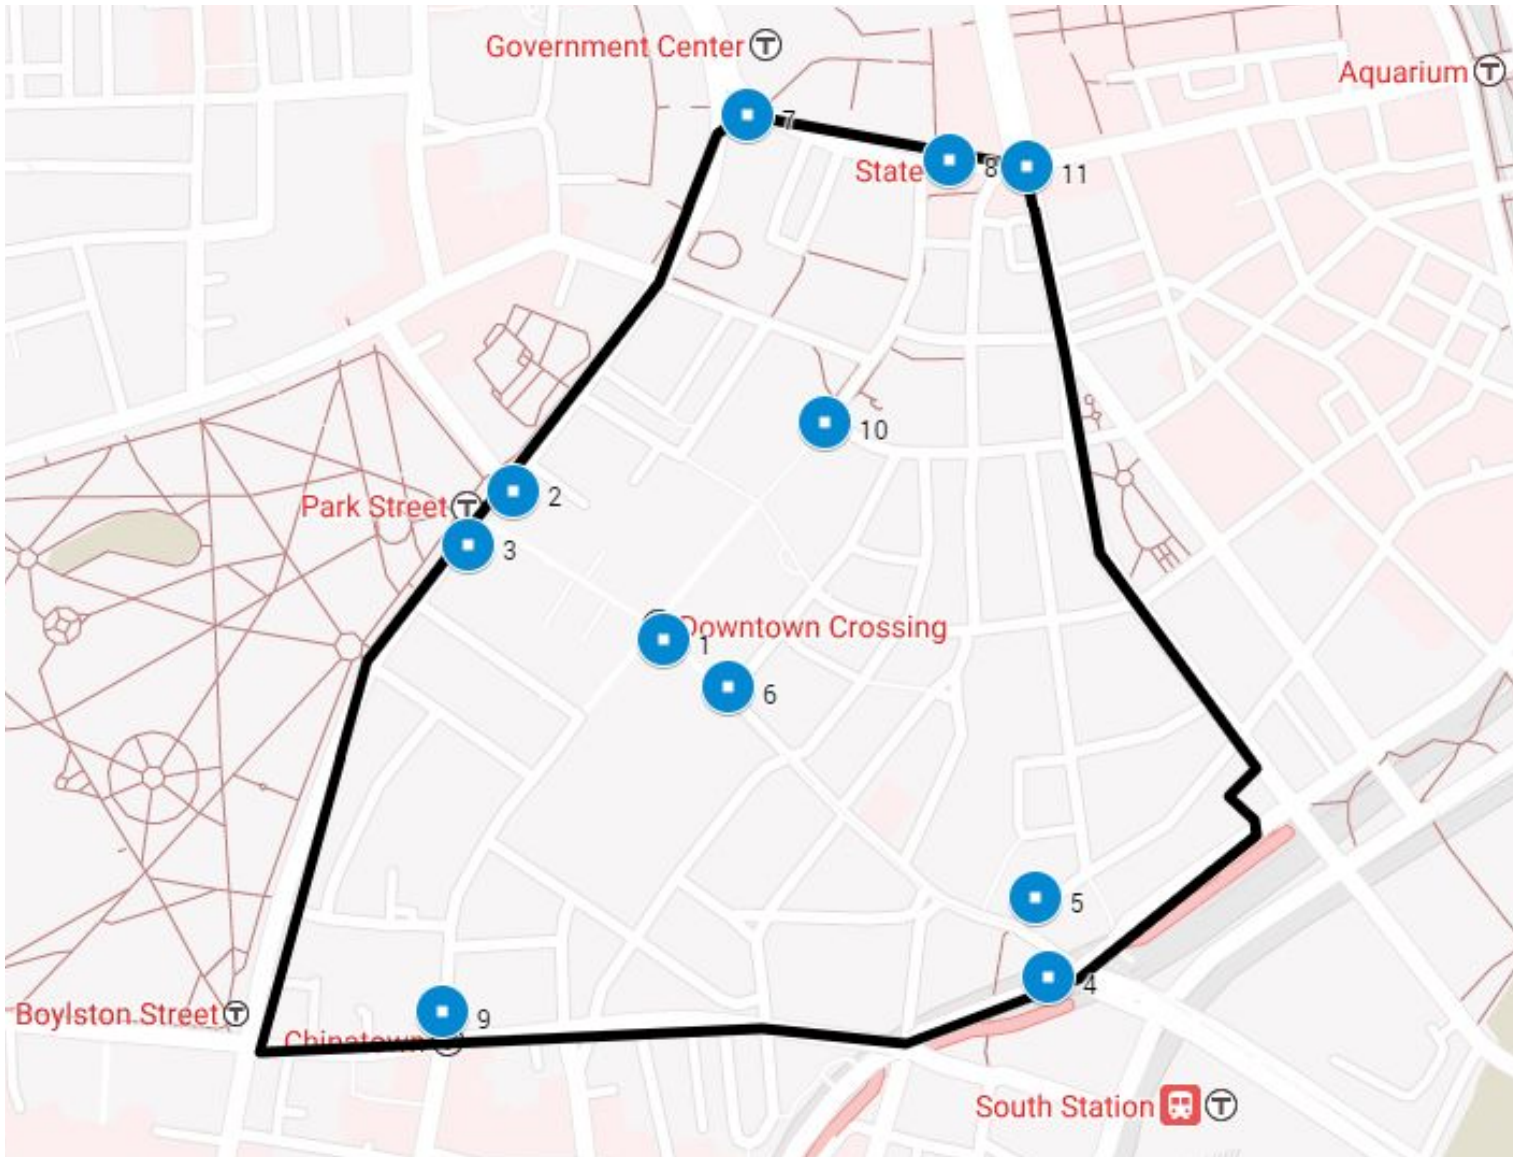 Government Center T
Aquarium T
7
State 8 11
10
Park Street T 2
3
Downtown Crossing
1
6
5
4
Boylston Street T 9
Chinatown
South Station T